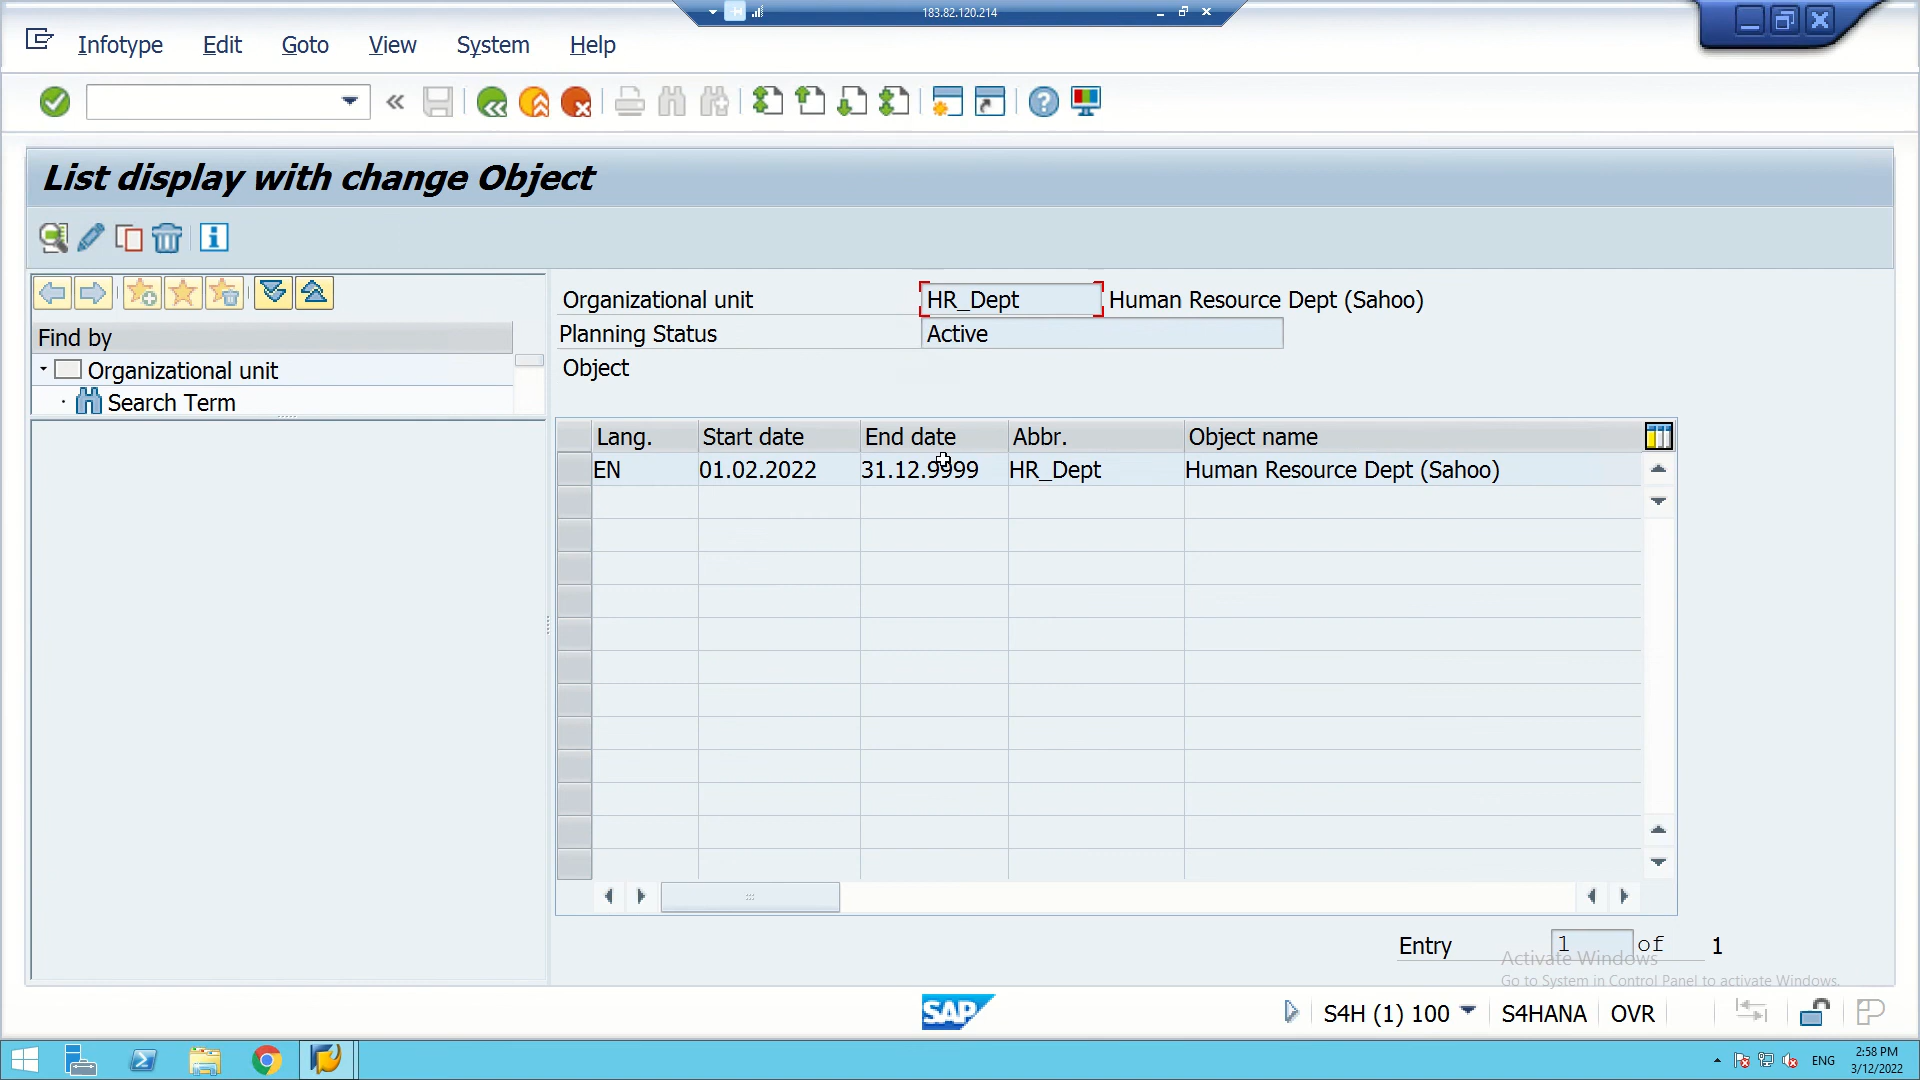 183.82.120.214
Infotype Edit Goto View System Help
List display with change Object
Find by
Organizational unit
Search Term
Organizational unit HR_Dept Human Resource Dept (Sahoo)
Planning Status Active
Object
Lang. Start date End date Abbr. Object name
EN 01.02.2022 31.12.9999 HR_Dept Human Resource Dept (Sahoo)
Entry 1 of 1
Activate Windows
Go to System in Control Panel to activate Windows.
SAP S4H (1) 100 S4HANA OVR
ENG 2:58 PM
3/12/2022